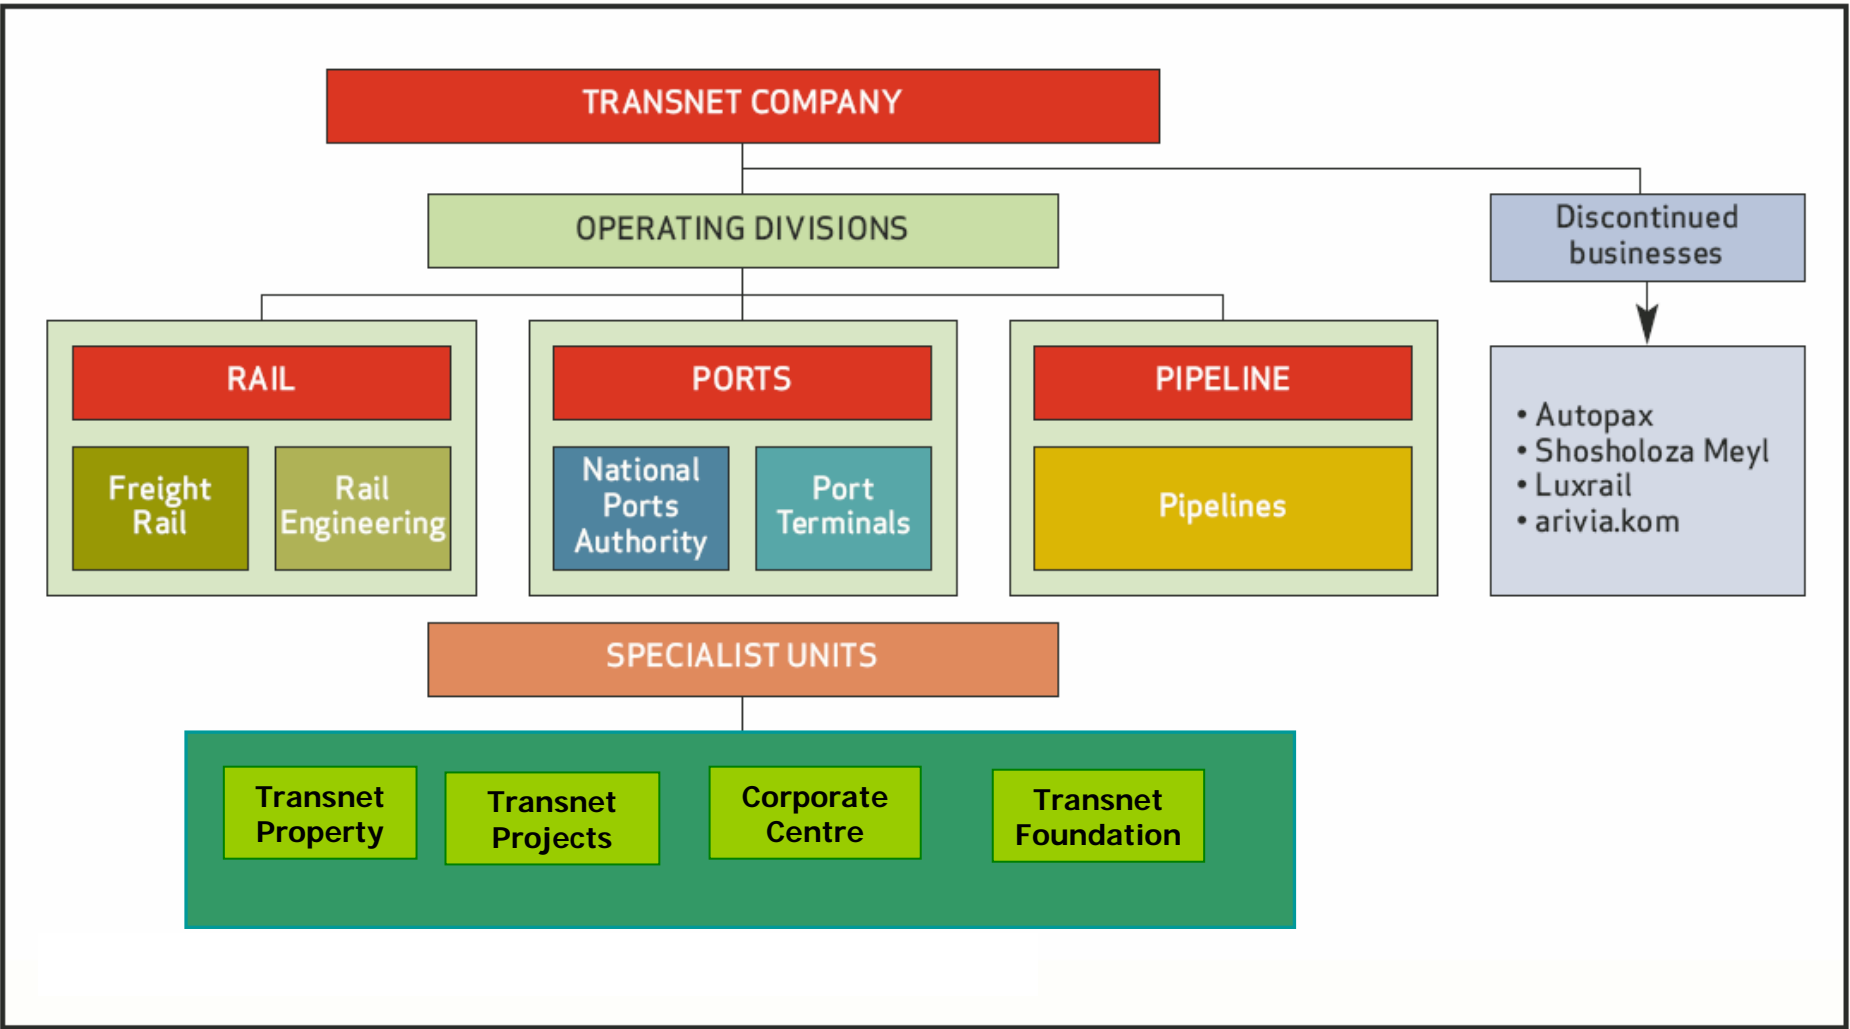 TRANSNET COMPANY
OPERATING DIVISIONS
Discontinued
businesses
RAIL
Freight
Rail
Rail
Engineering
PORTS
National
Ports
Authority
Port
Terminals
PIPELINE
Pipelines
• Autopax
• Shosholoza Meyl
• Luxrail
• arivia.kom
SPECIALIST UNITS
Transnet
Property
Transnet
Projects
Corporate
Centre
Transnet
Foundation